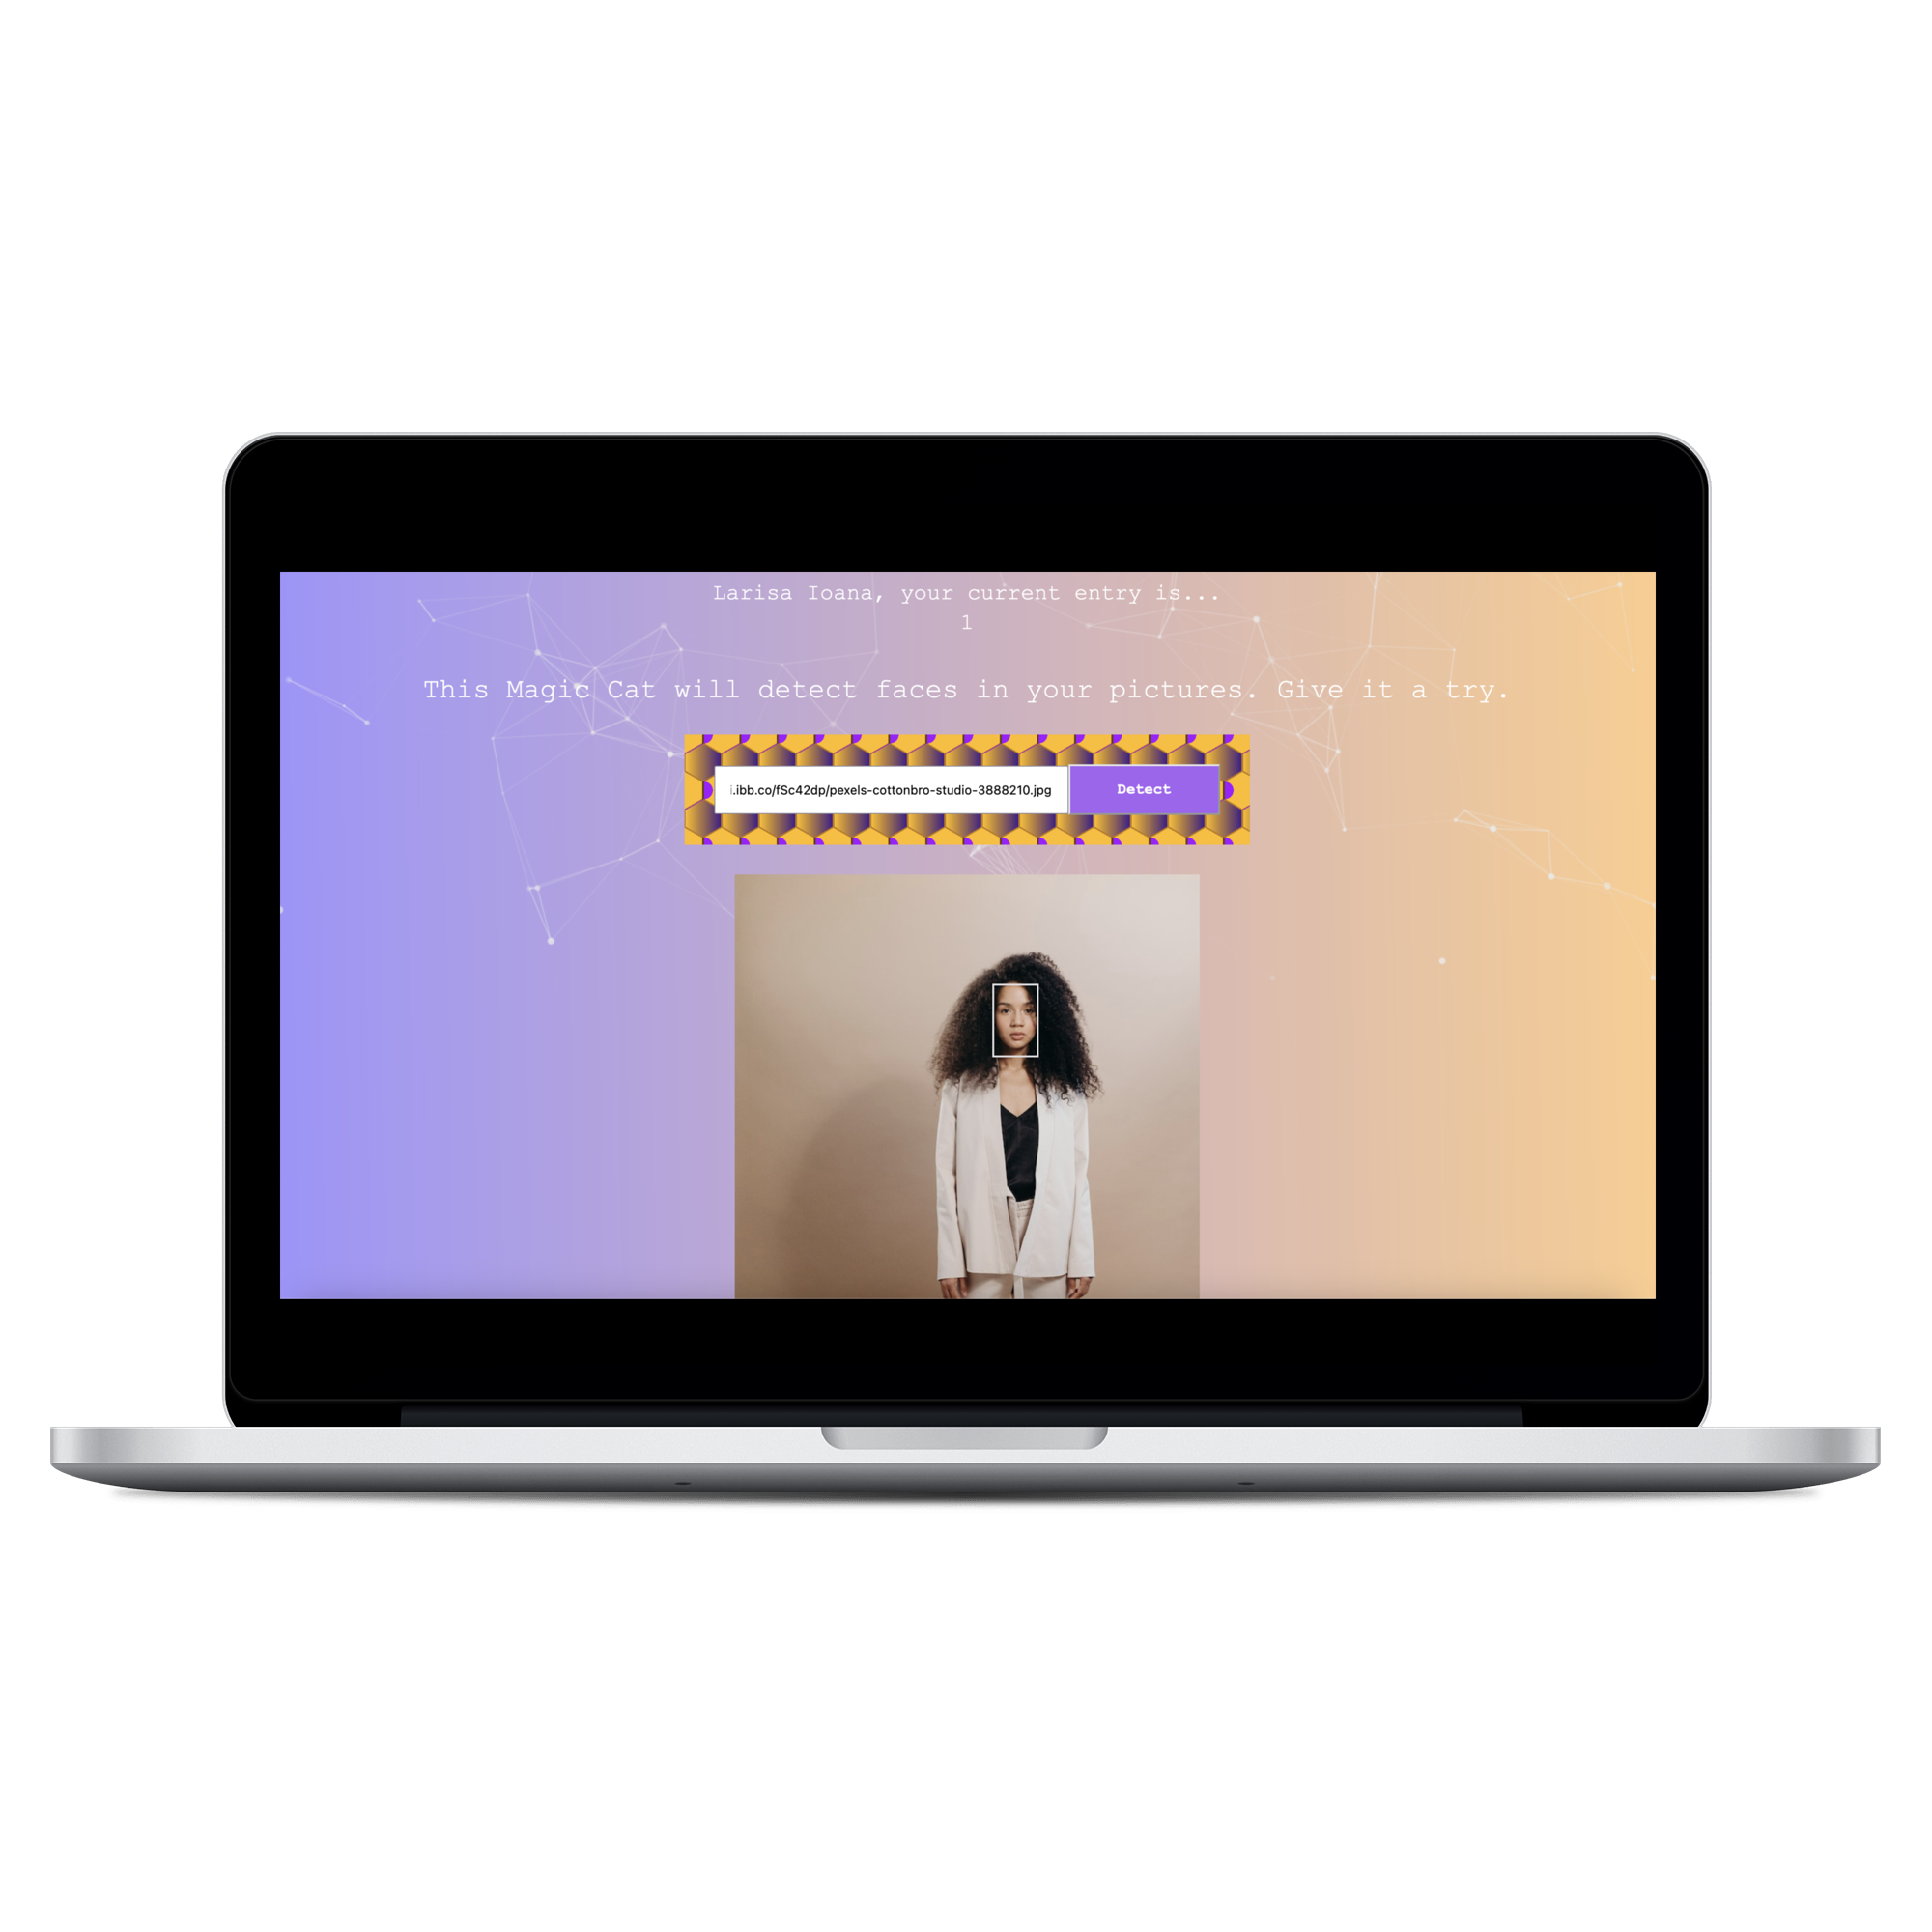 Larisa Ioana, your current entry is...
1
This Magic Cat will detect faces in your pictures. Give it a try.
i.ibb.co/fSc42dp/pexels-cottonbro-studio-3888210.jpg
Detect